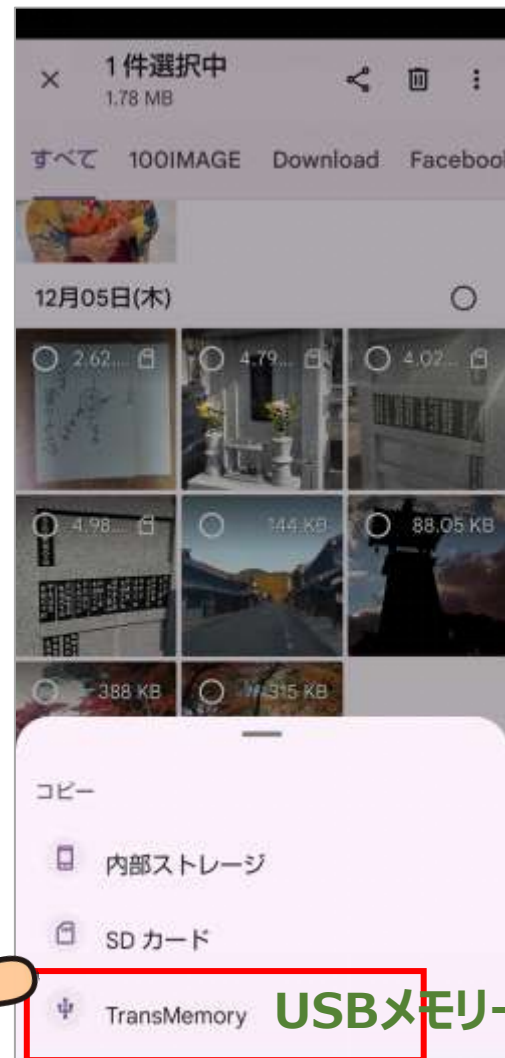 1 件選択中
1.78 MB
すべて 100IMAGE Download Facebool
12月05日(木)
2.62... 4.79... 4.02...
4.98... 144 KB 88.05 KB
388 KB 315 KB
コピー
内部ストレージ
SD カード
TransMemory USBメモリー